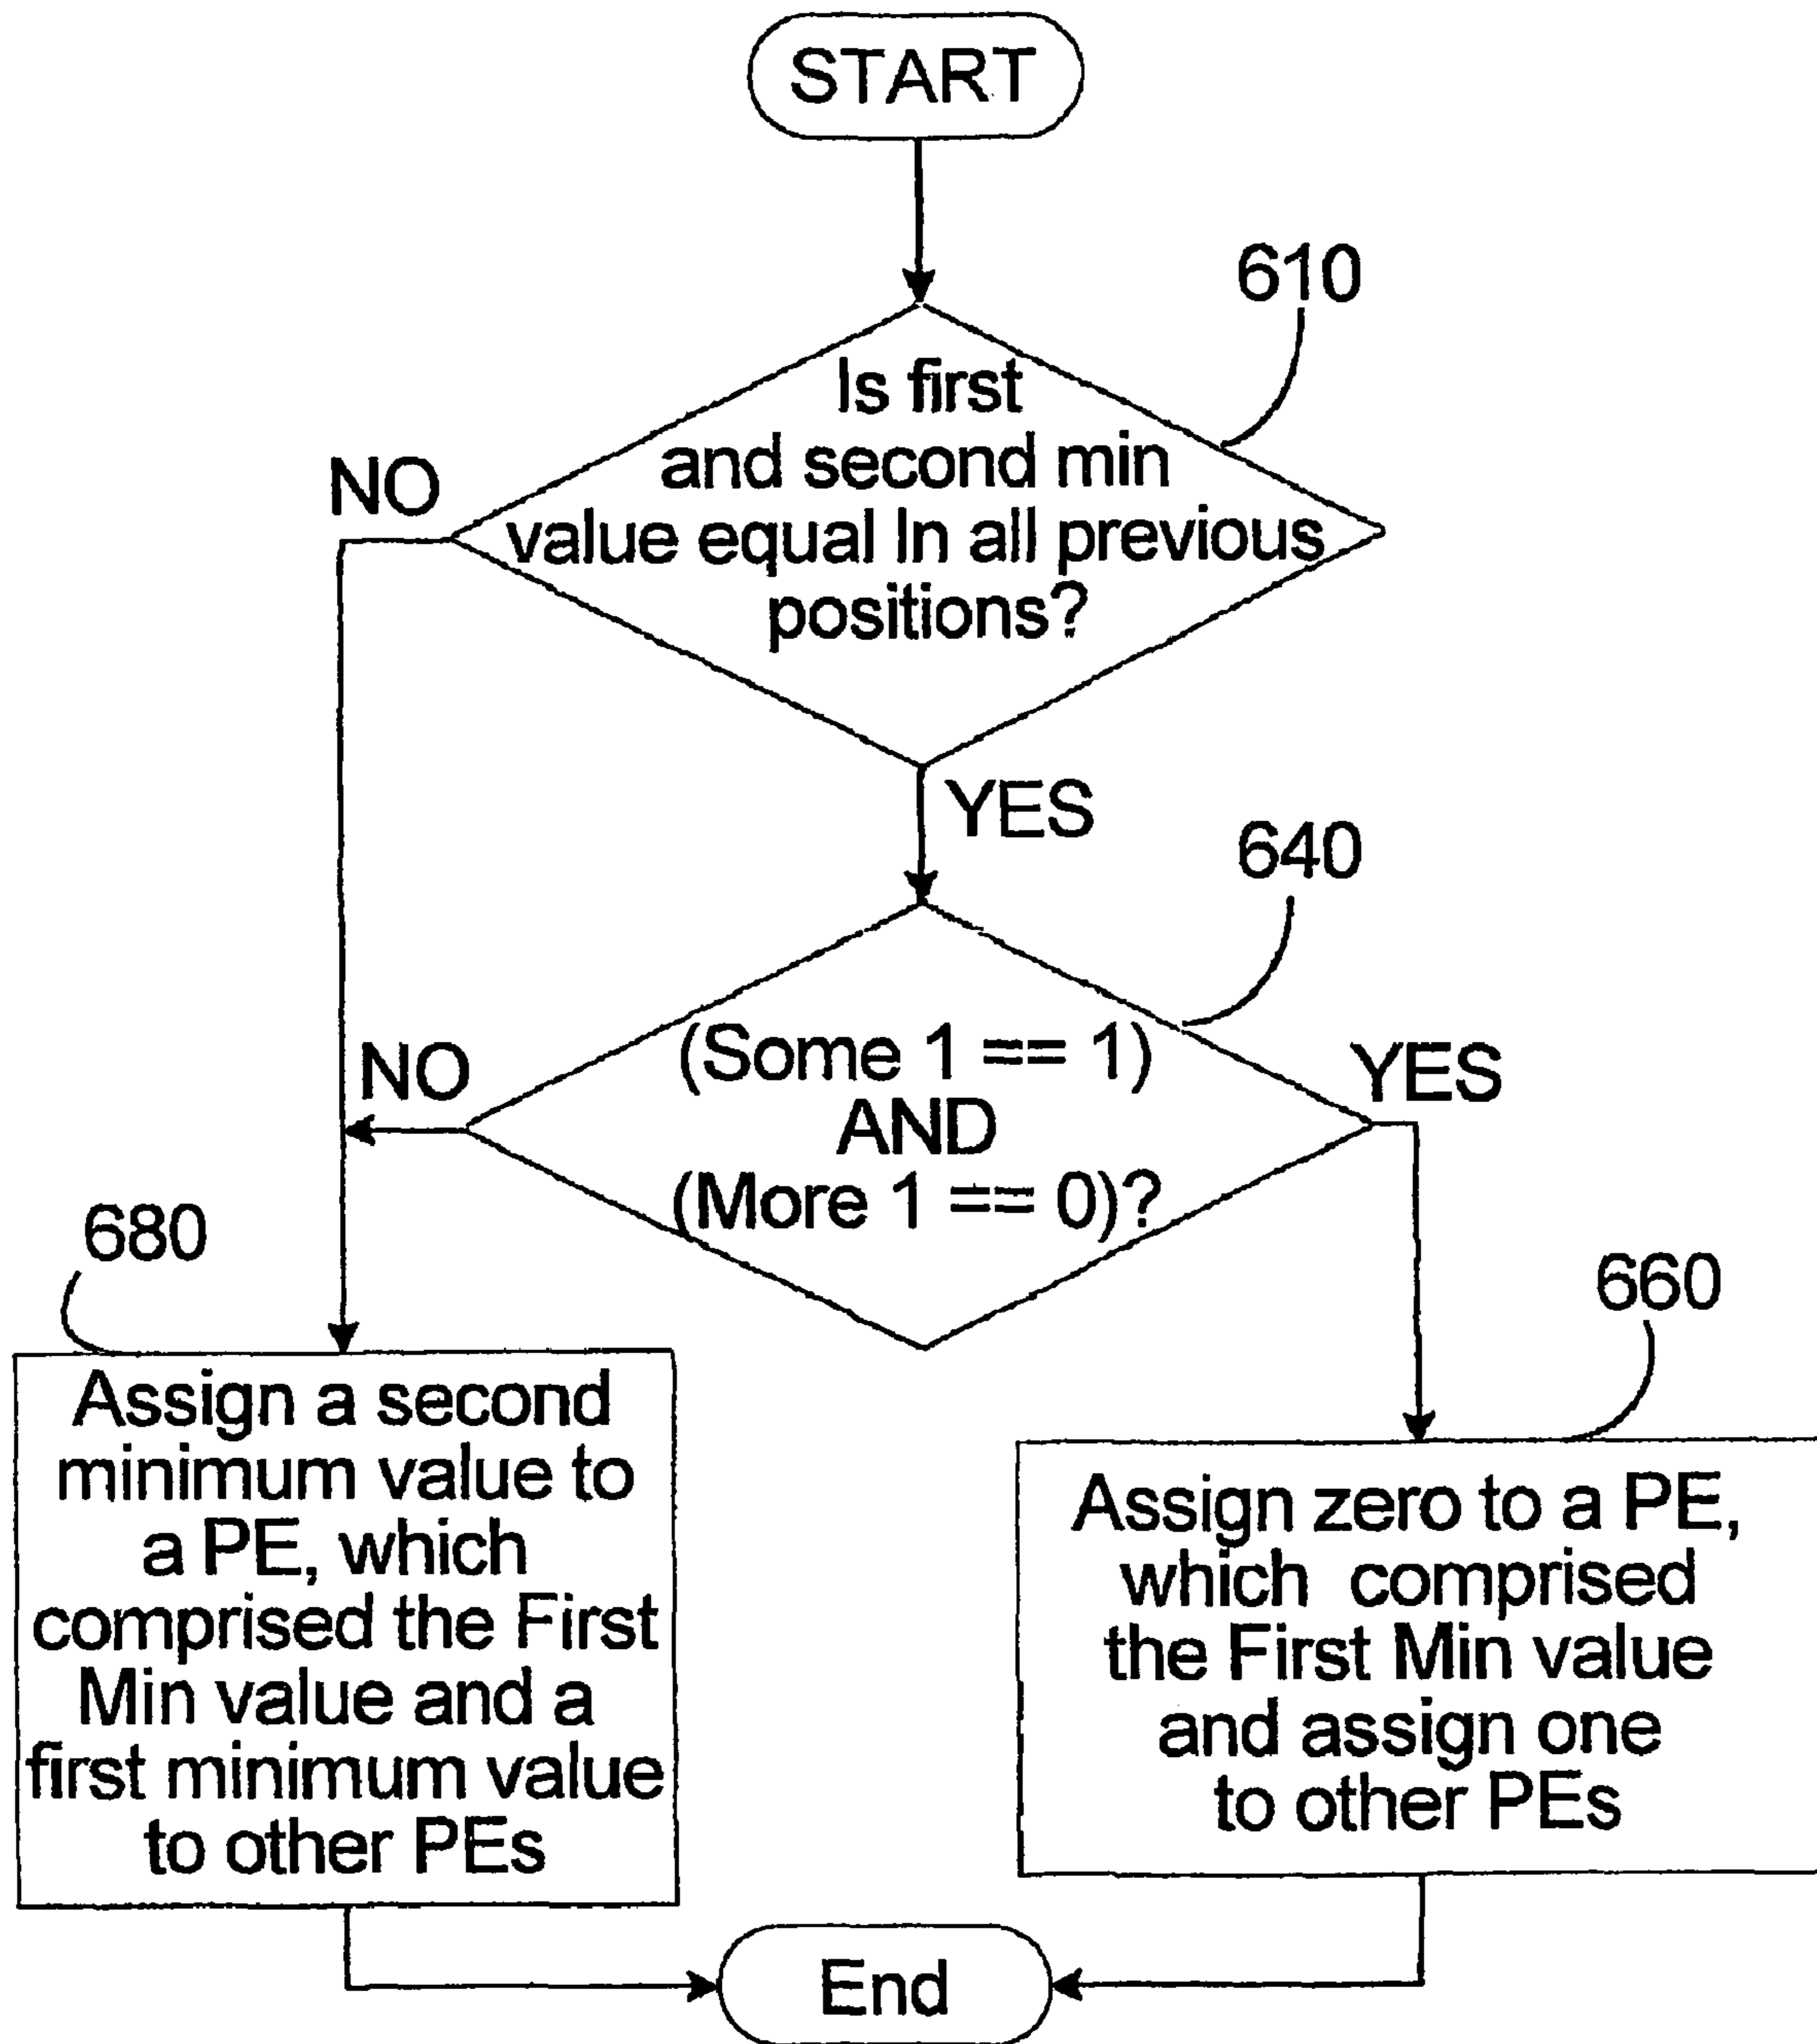 START
610
Is first
and second min
value equal In all previous
positions?
NO
YES
640
(Some 1 == 1)
AND
(More 1 == 0)?
NO
YES
680
Assign a second
minimum value to
a PE, which
comprised the First
Min value and a
first minimum value
to other PEs
660
Assign zero to a PE,
which comprised
the First Min value
and assign one
to other PEs
End